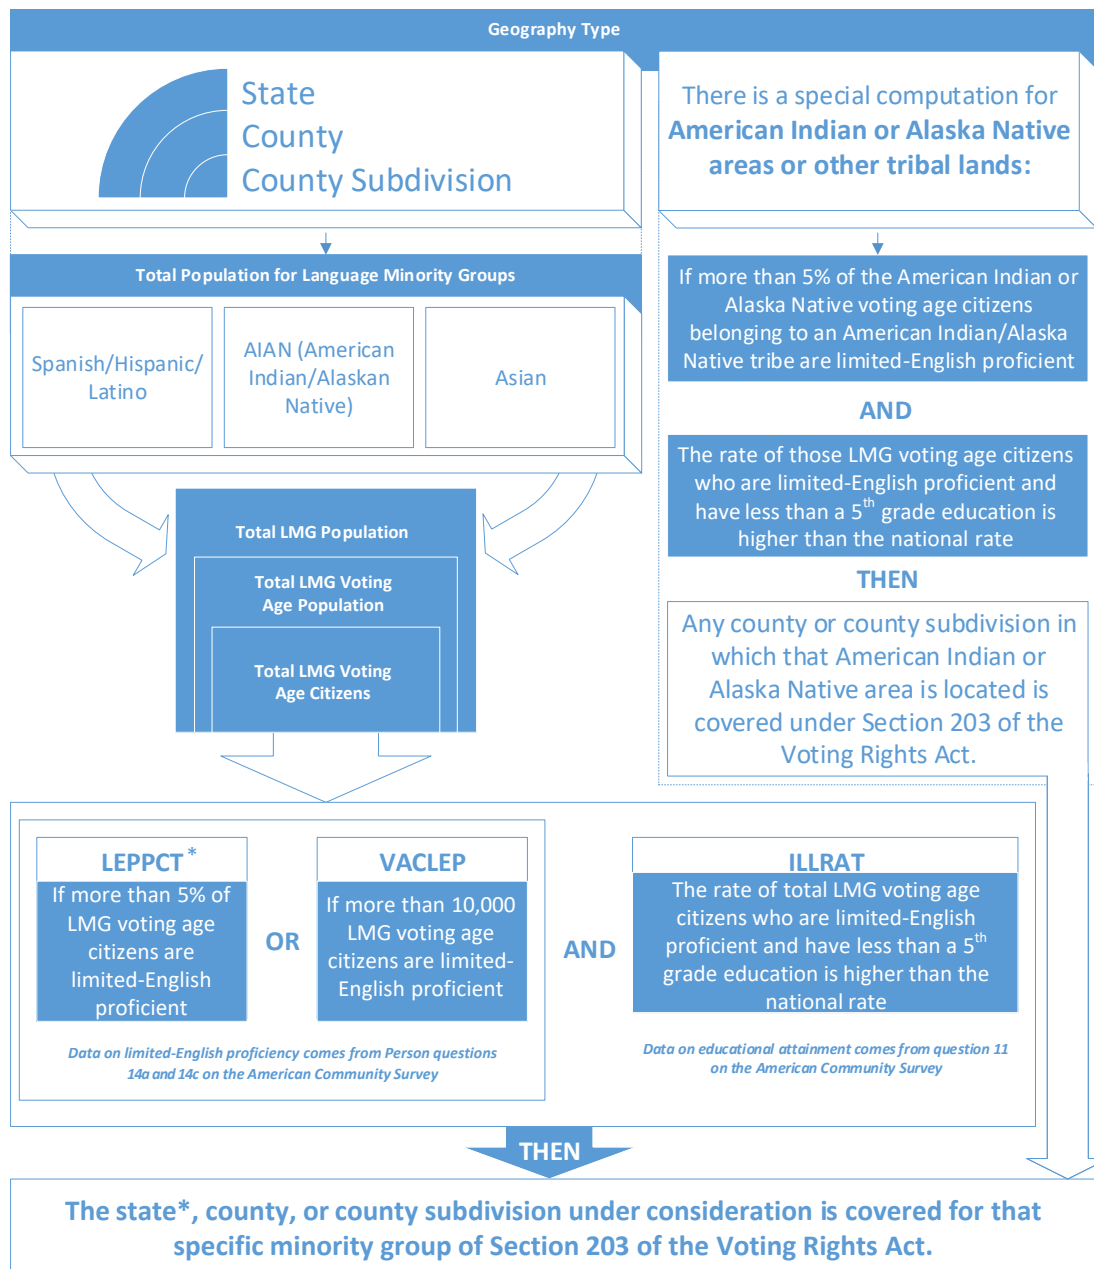 Geography Type
State
County
County Subdivision
There is a special computation for
American Indian or Alaska Native
areas or other tribal lands:
Total Population for Language Minority Groups
Spanish/Hispanic/
Latino
AIAN (American
Indian/Alaskan
Native)
Asian
If more than 5% of the American Indian or
Alaska Native voting age citizens
belonging to an American Indian/Alaska
Native tribe are limited-English proficient
AND
The rate of those LMG voting age citizens
who are limited-English proficient and
have less than a 5th grade education is
higher than the national rate
THEN
Any county or county subdivision in
which that American Indian or
Alaska Native area is located is
covered under Section 203 of the
Voting Rights Act.
Total LMG Population
Total LMG Voting
Age Population
Total LMG Voting
Age Citizens
LEPPCT*
If more than 5% of
LMG voting age
citizens are
limited-English
proficient
OR
VACLEP
If more than 10,000
LMG voting age
citizens are limited-
English proficient
Data on limited-English proficiency comes from Person questions
14a and 14c on the American Community Survey
AND
ILLRAT
The rate of total LMG voting age
citizens who are limited-English
proficient and have less than a 5th
grade education is higher than the
national rate
Data on educational attainment comes from question 11
on the American Community Survey
THEN
The state*, county, or county subdivision under consideration is covered for that
specific minority group of Section 203 of the Voting Rights Act.